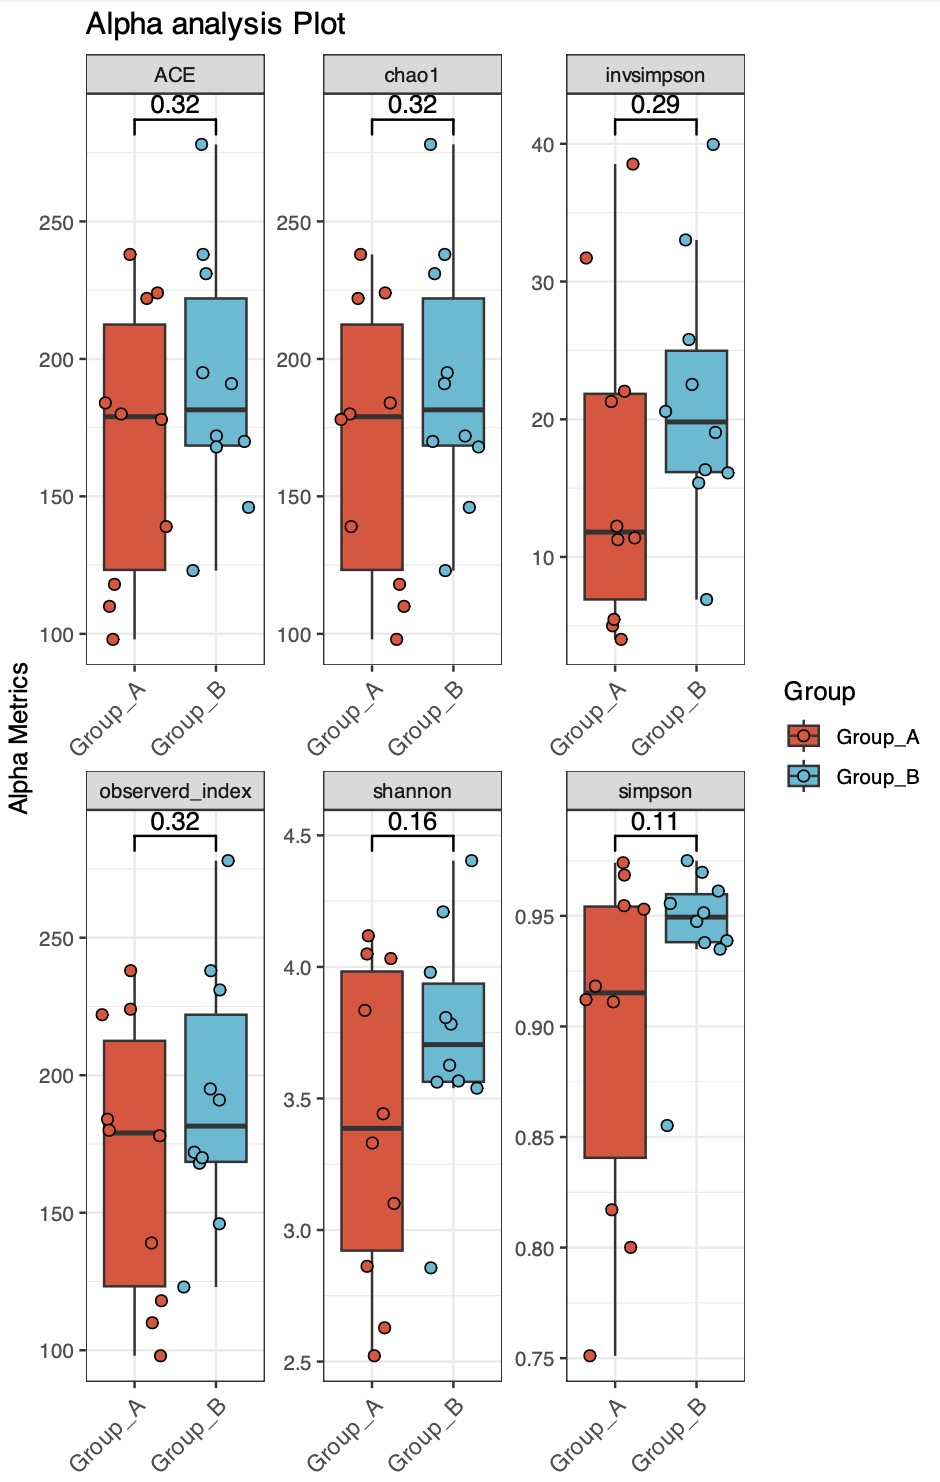 Alpha analysis Plot
ACE
chao1
invsimpson
0.32
0.32
0.29
250
200
150
100
250
200
150
100
40
30
20
10
Group_A
Group_B
Group_A
Group_B
Group_A
Group_B
Alpha Metrics
Group
Group_A
Group_B
observerd_index
shannon
simpson
0.32
0.16
0.11
250
200
150
100
4.5
4.0
3.5
3.0
2.5
0.95
0.90
0.85
0.80
0.75
Group_A
Group_B
Group_A
Group_B
Group_A
Group_B